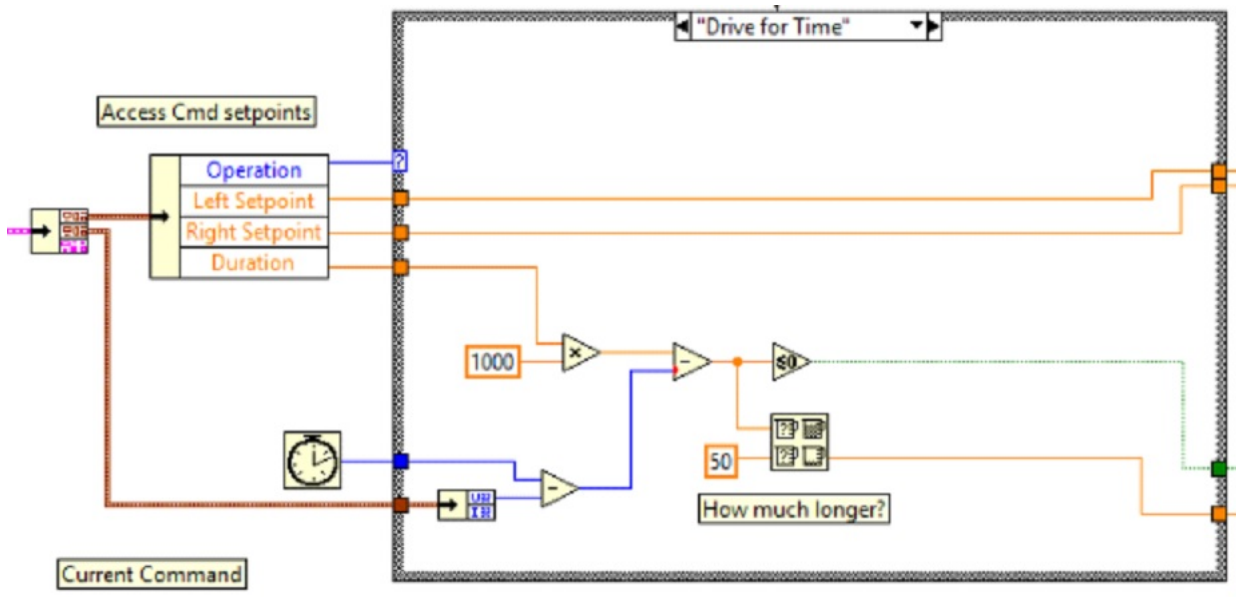 "Drive for Time"
Access Cmd setpoints
Operation
?
Left Setpoint
Right Setpoint
Duration
1000
×
-
≤0
50
-
How much longer?
Current Command